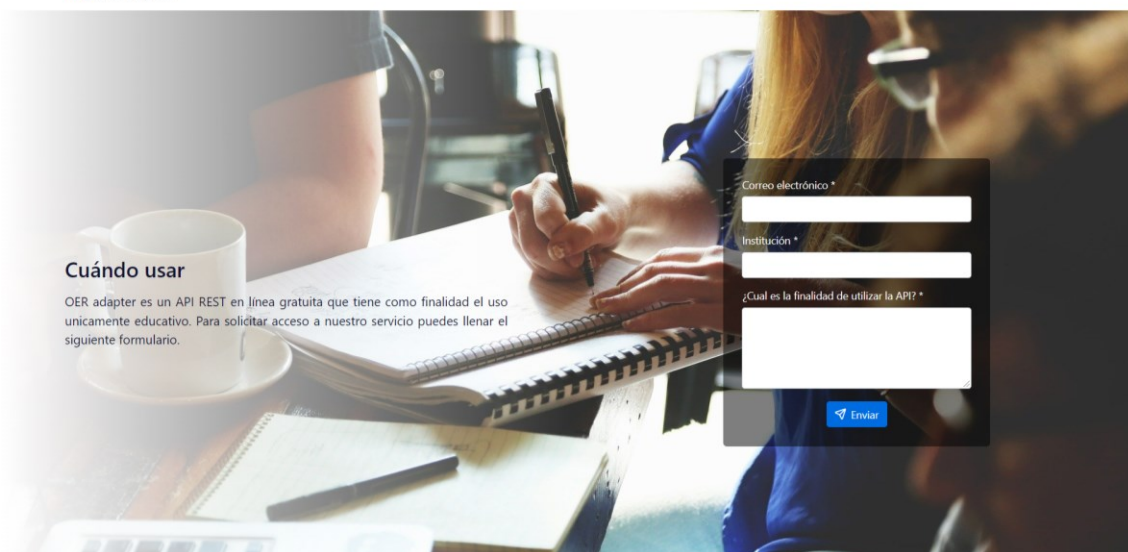 Cuándo usar
OER adapter es un API REST en línea gratuita que tiene como finalidad el uso
unicamente educativo. Para solicitar acceso a nuestro servicio puedes llenar el
siguiente formulario.
Correo electrónico *
Institución *
¿Cual es la finalidad de utilizar la API? *
Enviar